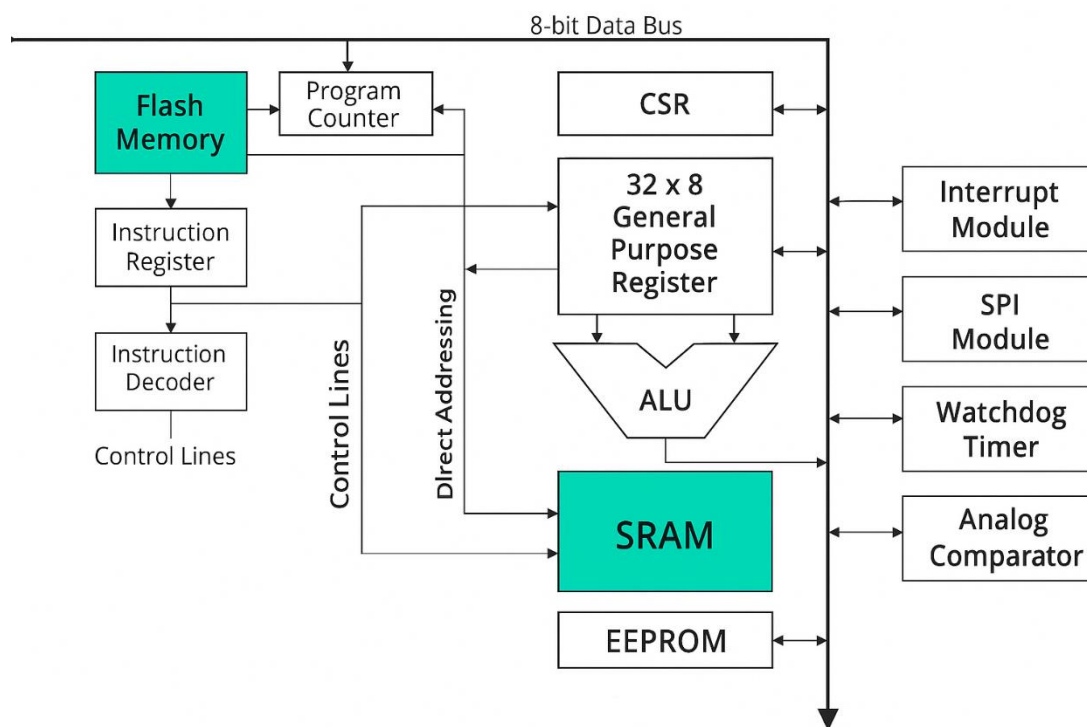 8-bit Data Bus
Flash
Memory
Program
Counter
CSR
32 x 8
General
Purpose
Register
Interrupt
Module
Instruction
Register
SPI
Module
Instruction
Decoder
Control Lines
Control Lines
DIrect Addressing
ALU
Watchdog
Timer
SRAM
Analog
Comparator
EEPROM